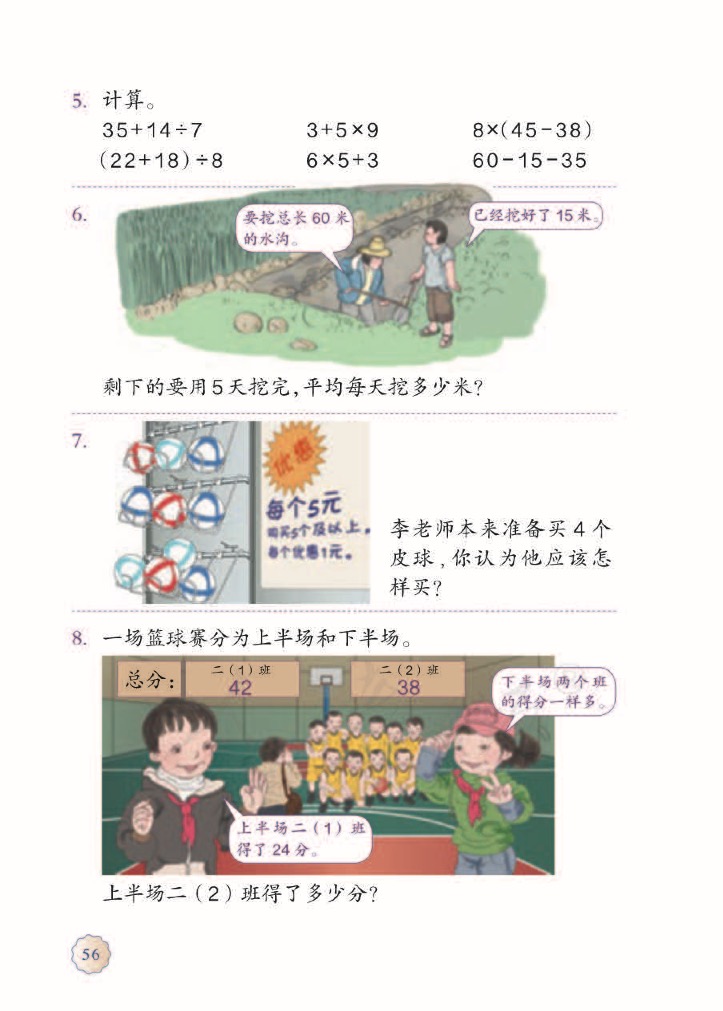 5. 计算。
35+14÷7 3+5×9 8×(45-38)
(22+18)÷8 6×5+3 60-15-35
6.
要挖总长 60 米
的水沟。
已经挖好了 15 米。
剩下的要用5天挖完,平均每天挖多少米?
7.
优惠
每个5元
购买5个及以上,
每个优惠1元。
李老师本来准备买 4 个
皮球,你认为他应该怎
样买?
8. 一场篮球赛分为上半场和下半场。
总分:
二(1)班
42
二(2)班
38
下半场两个班
的得分一样多。
上半场二(1)班
得了24分。
上半场二(2)班得了多少分?
56